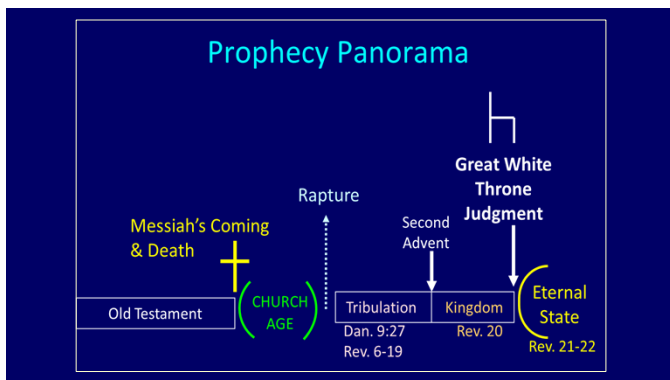 Prophecy Panorama
Great White
Throne
Judgment
Rapture
Second
Advent
Messiah's Coming
& Death
Old Testament
CHURCH
AGE
Tribulation
Kingdom
Eternal
State
Dan. 9:27
Rev. 6-19
Rev. 20
Rev. 21-22